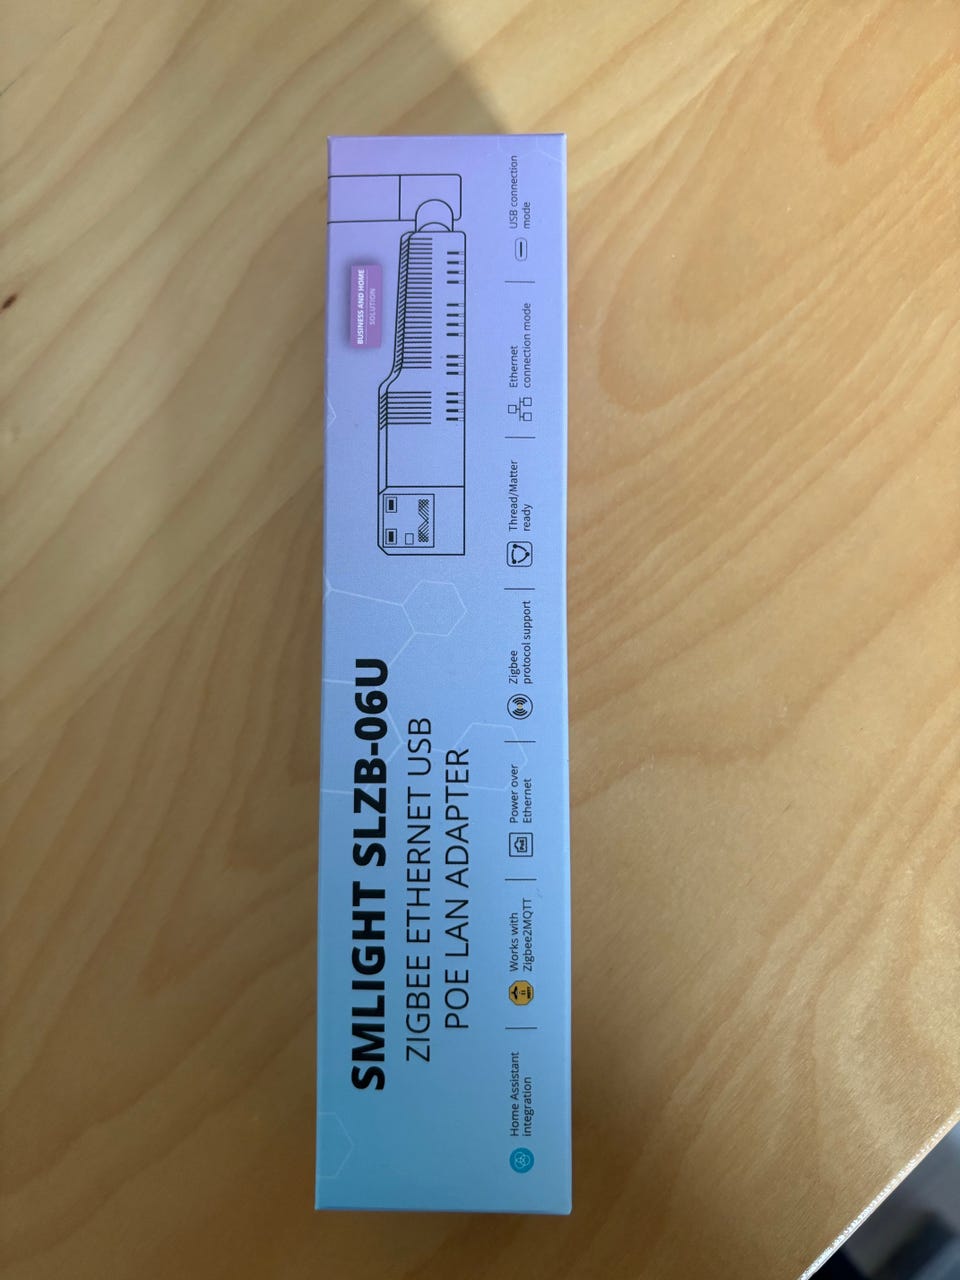 SMLIGHT SLZB-06U
ZIGBEE ETHERNET USB
POE LAN ADAPTER
BUSINESS AND HOME
SOLUTION
Home Assistant
integration
Works with
Zigbee2MQTT
Power over
Ethernet
PoE
Zigbee
protocol support
Thread/Matter
ready
Ethernet
connection mode
USB connection
mode